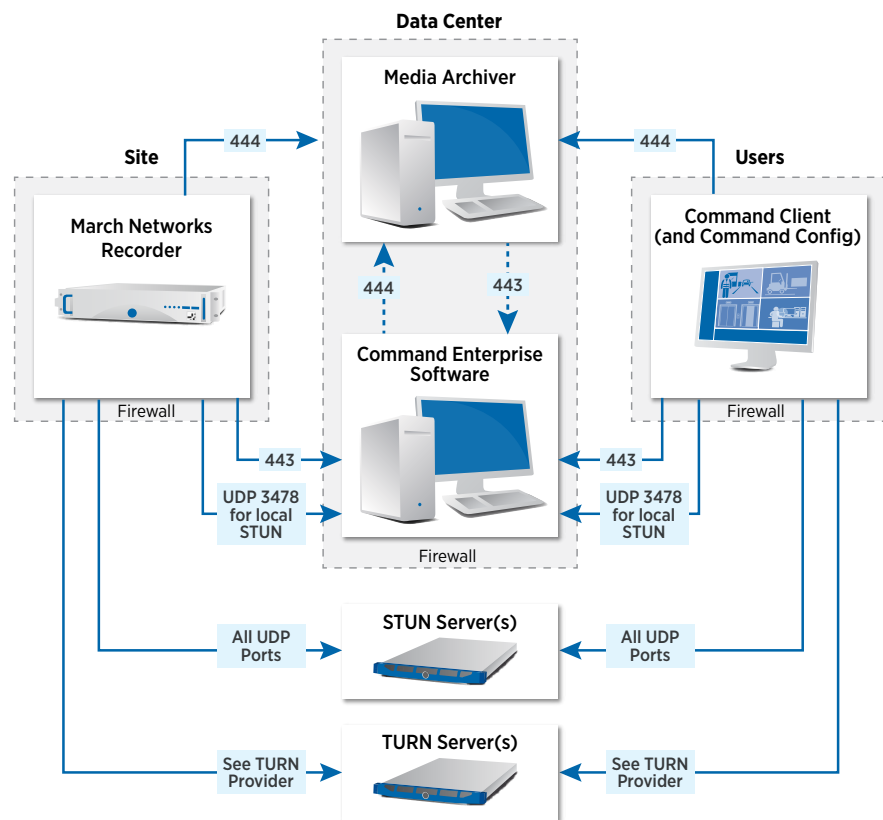 Data Center
Media Archiver
444
444
Site
Users
March Networks
Recorder
Command Client
(and Command Config)
444
443
Command Enterprise
Software
Firewall
Firewall
443
443
UDP 3478
for local
STUN
UDP 3478
for local
STUN
Firewall
STUN Server(s)
All UDP
Ports
All UDP
Ports
TURN Server(s)
See TURN
Provider
See TURN
Provider